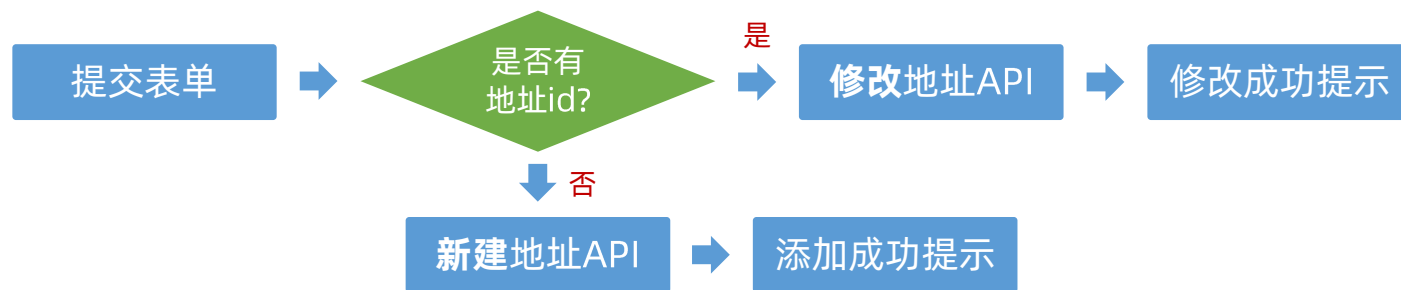 提交表单
是否有
地址id?
是
修改地址API
修改成功提示
否
新建地址API
添加成功提示